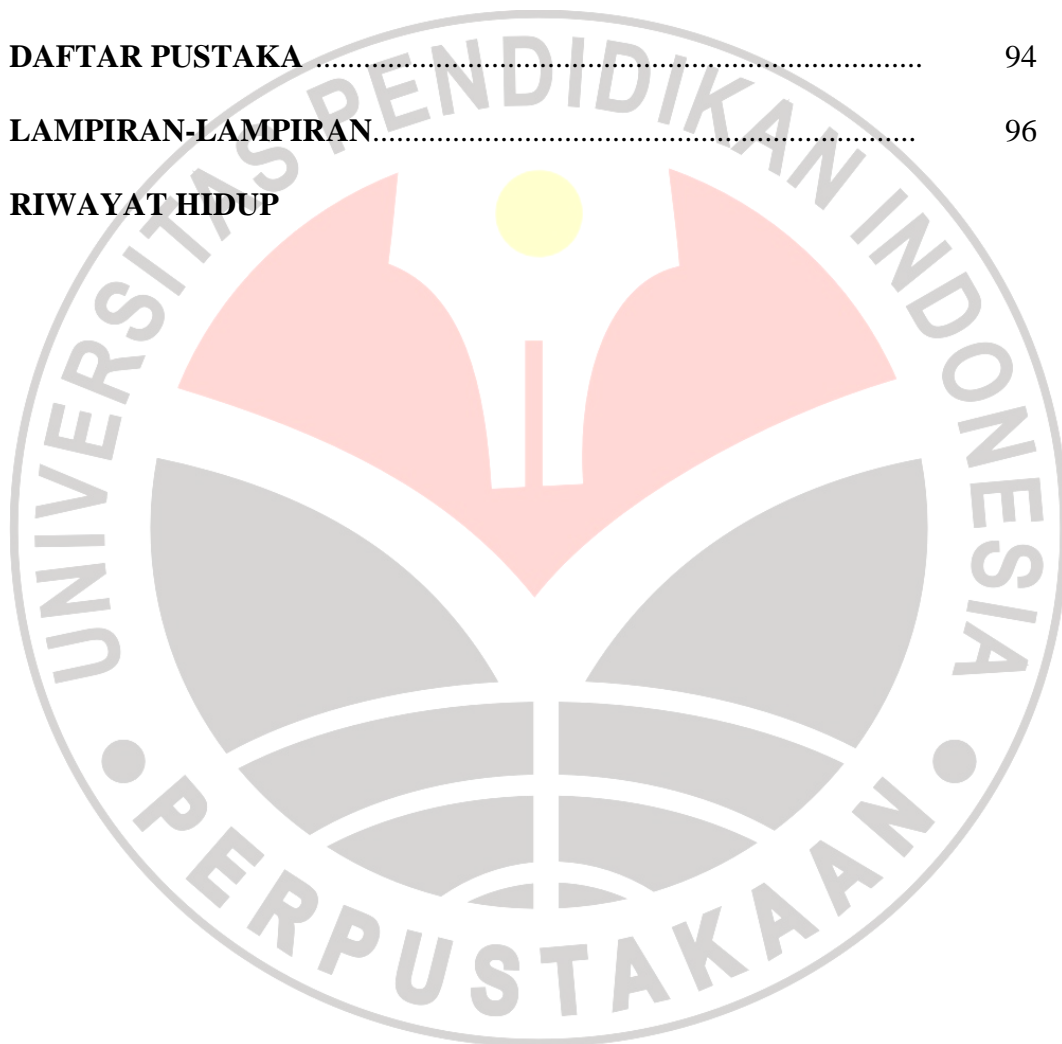 DAFTAR PUSTAKA ............................................................................ 94
LAMPIRAN-LAMPIRAN.................................................................... 96
RIWAYAT HIDUP
UNIVERSITAS PENDIDIKAN INDONESIA
PERPUSTAKAAN